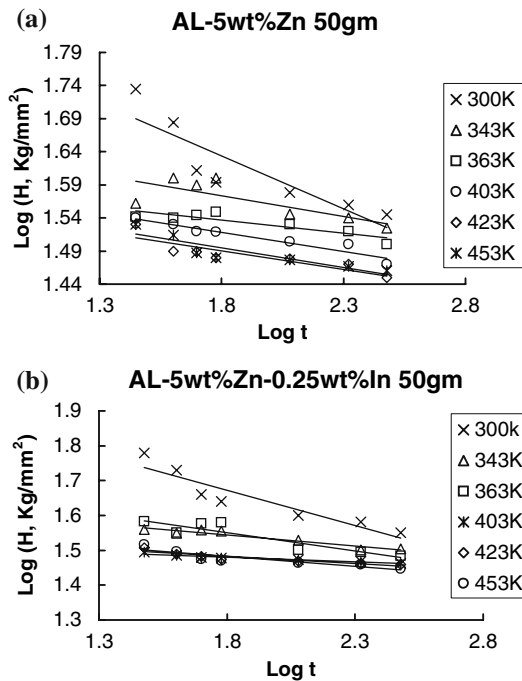 (a)
AL-5wt%Zn 50gm
Log (H, Kg/mm²)
1.79
1.74
1.69
1.64
1.59
1.54
1.49
1.44
1.3
1.8
2.3
2.8
Log t
300K
343K
363K
403K
423K
453K
(b)
AL-5wt%Zn-0.25wt%In 50gm
Log (H, Kg/mm²)
1.9
1.8
1.7
1.6
1.5
1.4
1.3
1.3
1.8
2.3
2.8
Log t
300k
343K
363K
403K
423K
453K